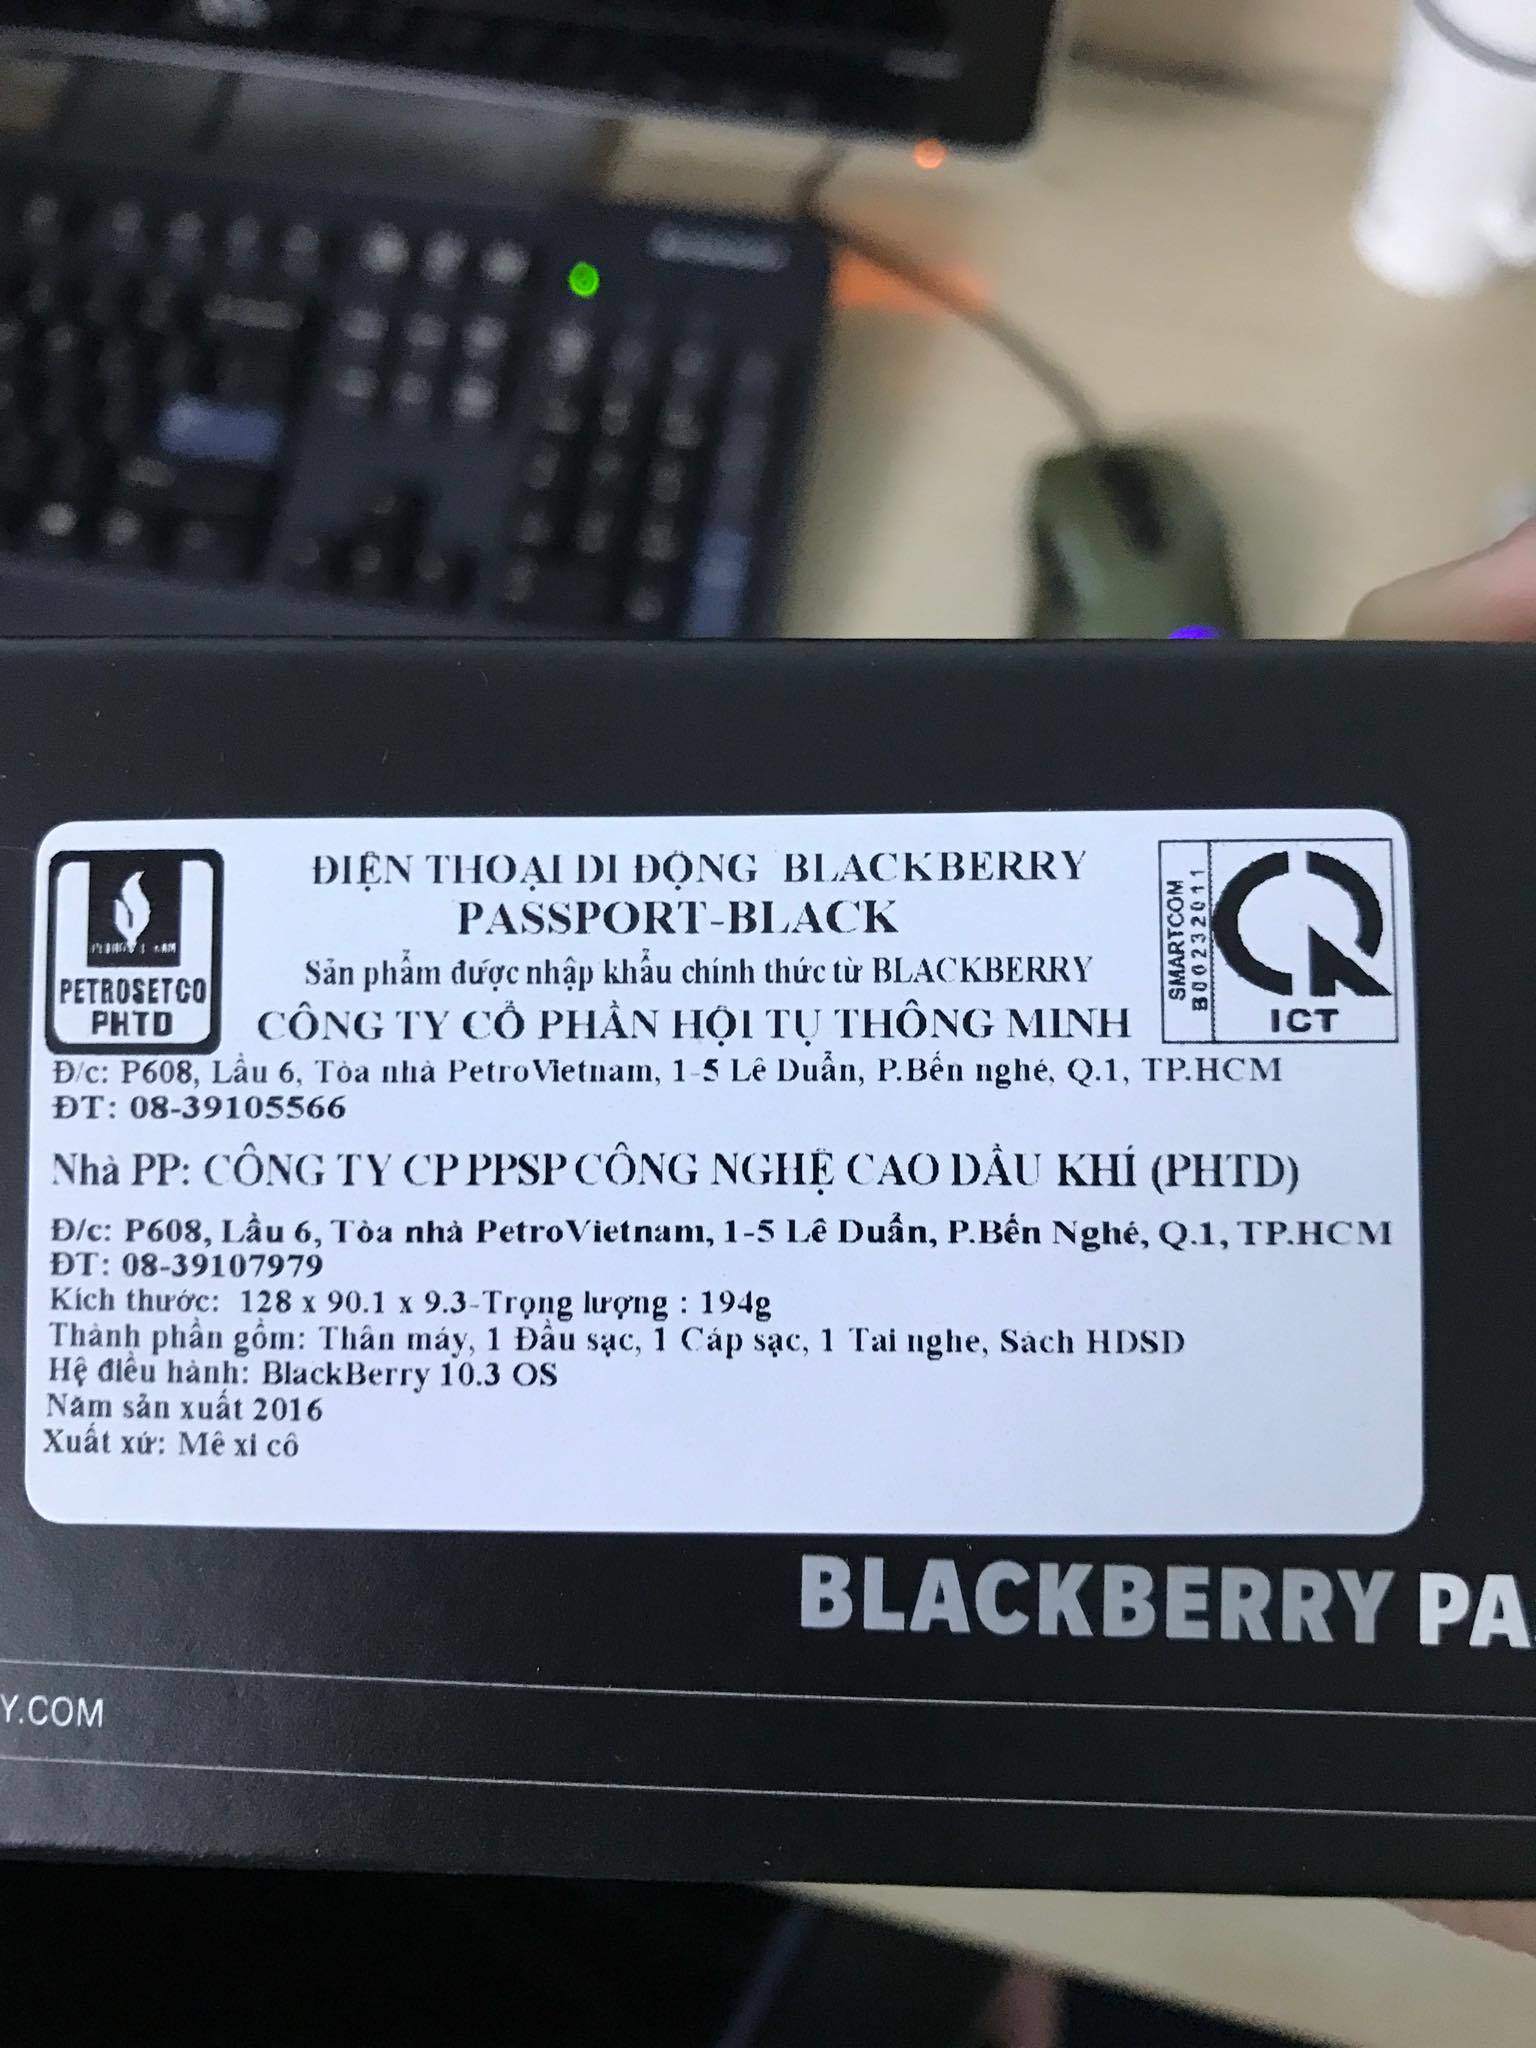 PETROSETCO
PHTD
ĐIỆN THOẠI DI ĐỘNG BLACKBERRY
PASSPORT-BLACK
Sản phẩm được nhập khẩu chính thức từ BLACKBERRY
CÔNG TY CỔ PHẦN HỘI TỤ THÔNG MINH
SMARTCOM
B00232011
ICT
Đ/c: P608, Lầu 6, Tòa nhà PetroVietnam, 1-5 Lê Duẩn, P.Bến nghé, Q.1, TP.HCM
ĐT: 08-39105566
Nhà PP: CÔNG TY CP PPSP CÔNG NGHỆ CAO DẦU KHÍ (PHTD)
Đ/c: P608, Lầu 6, Tòa nhà PetroVietnam, 1-5 Lê Duẩn, P.Bến Nghé, Q.1, TP.HCM
ĐT: 08-39107979
Kích thước: 128 x 90.1 x 9.3-Trọng lượng : 194g
Thành phần gồm: Thân máy, 1 Đầu sạc, 1 Cáp sạc, 1 Tai nghe, Sách HDSD
Hệ điều hành: BlackBerry 10.3 OS
Năm sản xuất 2016
Xuất xứ: Mê xi cô
BLACKBERRY PA
Y.COM